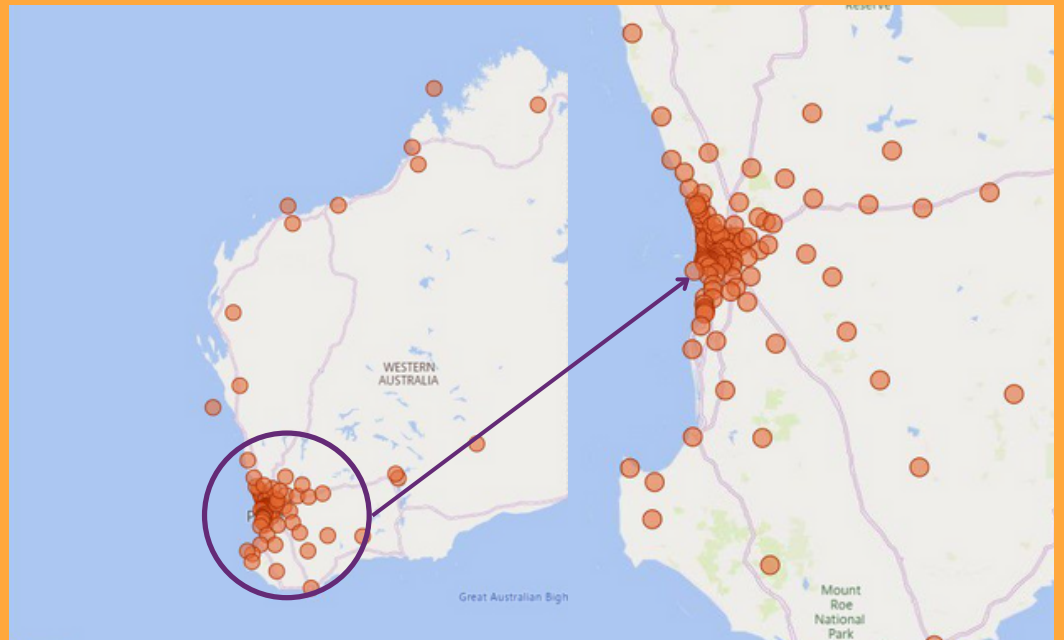 WESTERN
AUSTRALIA
Great Australian Bigh
Reserve
Mount
Roe
National
Park